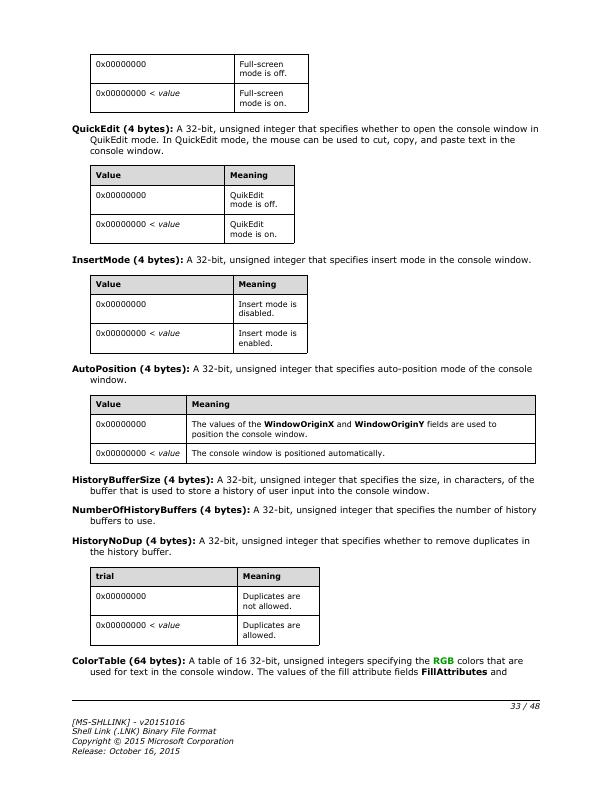 0x00000000 Full-screen
mode is off.
0x00000000 < value Full-screen
mode is on.
QuickEdit (4 bytes): A 32-bit, unsigned integer that specifies whether to open the console window in
QuikEdit mode. In QuickEdit mode, the mouse can be used to cut, copy, and paste text in the
console window.
Value Meaning
0x00000000 QuikEdit
mode is off.
0x00000000 < value QuikEdit
mode is on.
InsertMode (4 bytes): A 32-bit, unsigned integer that specifies insert mode in the console window.
Value Meaning
0x00000000 Insert mode is
disabled.
0x00000000 < value Insert mode is
enabled.
AutoPosition (4 bytes): A 32-bit, unsigned integer that specifies auto-position mode of the console
window.
Value Meaning
0x00000000 The values of the WindowOriginX and WindowOriginY fields are used to
position the console window.
0x00000000 < value The console window is positioned automatically.
HistoryBufferSize (4 bytes): A 32-bit, unsigned integer that specifies the size, in characters, of the
buffer that is used to store a history of user input into the console window.
NumberOfHistoryBuffers (4 bytes): A 32-bit, unsigned integer that specifies the number of history
buffers to use.
HistoryNoDup (4 bytes): A 32-bit, unsigned integer that specifies whether to remove duplicates in
the history buffer.
trial Meaning
0x00000000 Duplicates are
not allowed.
0x00000000 < value Duplicates are
allowed.
ColorTable (64 bytes): A table of 16 32-bit, unsigned integers specifying the RGB colors that are
used for text in the console window. The values of the fill attribute fields FillAttributes and
33 / 48
[MS-SHLLINK] - v20151016
Shell Link (.LNK) Binary File Format
Copyright © 2015 Microsoft Corporation
Release: October 16, 2015